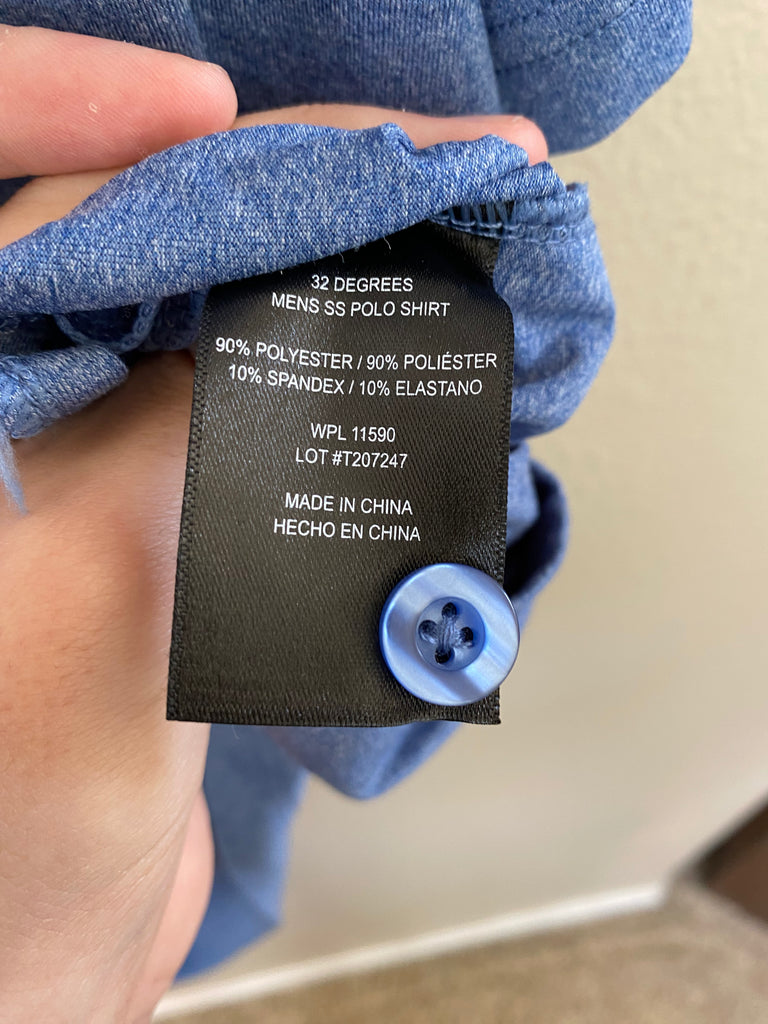 32 DEGREES
MENS SS POLO SHIRT
90% POLYESTER / 90% POLIÉSTER
10% SPANDEX / 10% ELASTANO
WPL 11590
LOT #T207247
MADE IN CHINA
HECHO EN CHINA